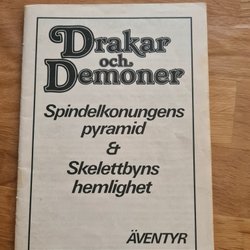 Drakar
och
Demoner
Spindelkonungens
pyramid
&
Skelettbyns
hemlighet
ÄVENTYR